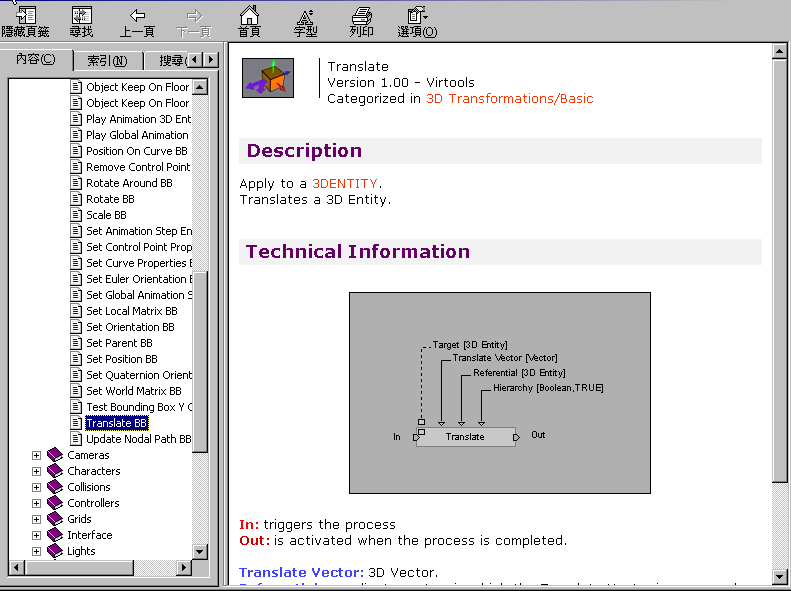 隱藏頁籤 尋找 上一頁 下一頁 首頁 字型 列印 選項(O)
內容(C) 索引(N) 搜尋(
Object Keep On Floor
Object Keep On Floor
Play Animation 3D Ent
Play Global Animation
Position On Curve BB
Remove Control Point
Rotate Around BB
Rotate BB
Scale BB
Set Animation Step En
Set Control Point Prop
Set Curve Properties B
Set Euler Orientation B
Set Global Animation S
Set Local Matrix BB
Set Orientation BB
Set Parent BB
Set Position BB
Set Quaternion Orient
Set World Matrix BB
Test Bounding Box Y C
Translate BB
Update Nodal Path BB
Cameras
Characters
Collisions
Controllers
Grids
Interface
Lights
Translate
Version 1.00 - Virtools
Categorized in 3D Transformations/Basic
Description
Apply to a 3DENTITY.
Translates a 3D Entity.
Technical Information
Target [3D Entity]
Translate Vector [Vector]
Referential [3D Entity]
Hierarchy [Boolean,TRUE]
In Translate Out
In: triggers the process
Out: is activated when the process is completed.
Translate Vector: 3D Vector.